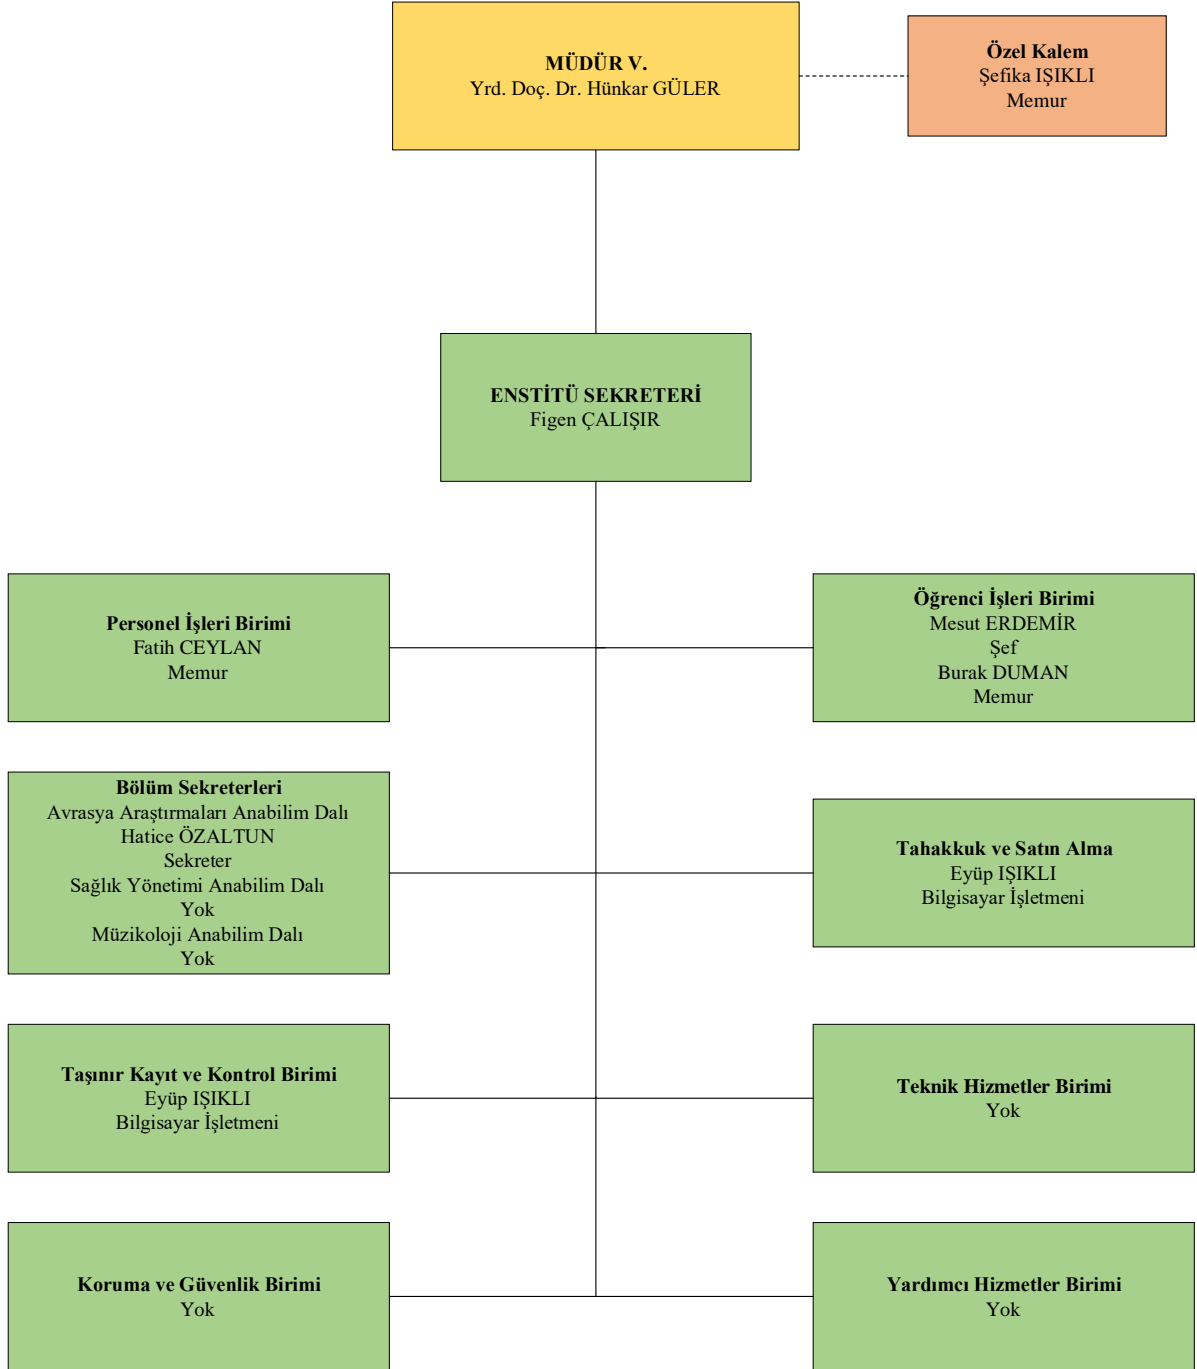 MÜDÜR V.
Yrd. Doç. Dr. Hünkar GÜLER
Özel Kalem
Şefika IŞIKLI
Memur
ENSTİTÜ SEKRETERİ
Figen ÇALIŞIR
Personel İşleri Birimi
Fatih CEYLAN
Memur
Öğrenci İşleri Birimi
Mesut ERDEMİR
Şef
Burak DUMAN
Memur
Bölüm Sekreterleri
Avrasya Araştırmaları Anabilim Dalı
Hatice ÖZALTUN
Sekreter
Sağlık Yönetimi Anabilim Dalı
Yok
Müzikoloji Anabilim Dalı
Yok
Tahakkuk ve Satın Alma
Eyüp IŞIKLI
Bilgisayar İşletmeni
Taşınır Kayıt ve Kontrol Birimi
Eyüp IŞIKLI
Bilgisayar İşletmeni
Teknik Hizmetler Birimi
Yok
Koruma ve Güvenlik Birimi
Yok
Yardımcı Hizmetler Birimi
Yok